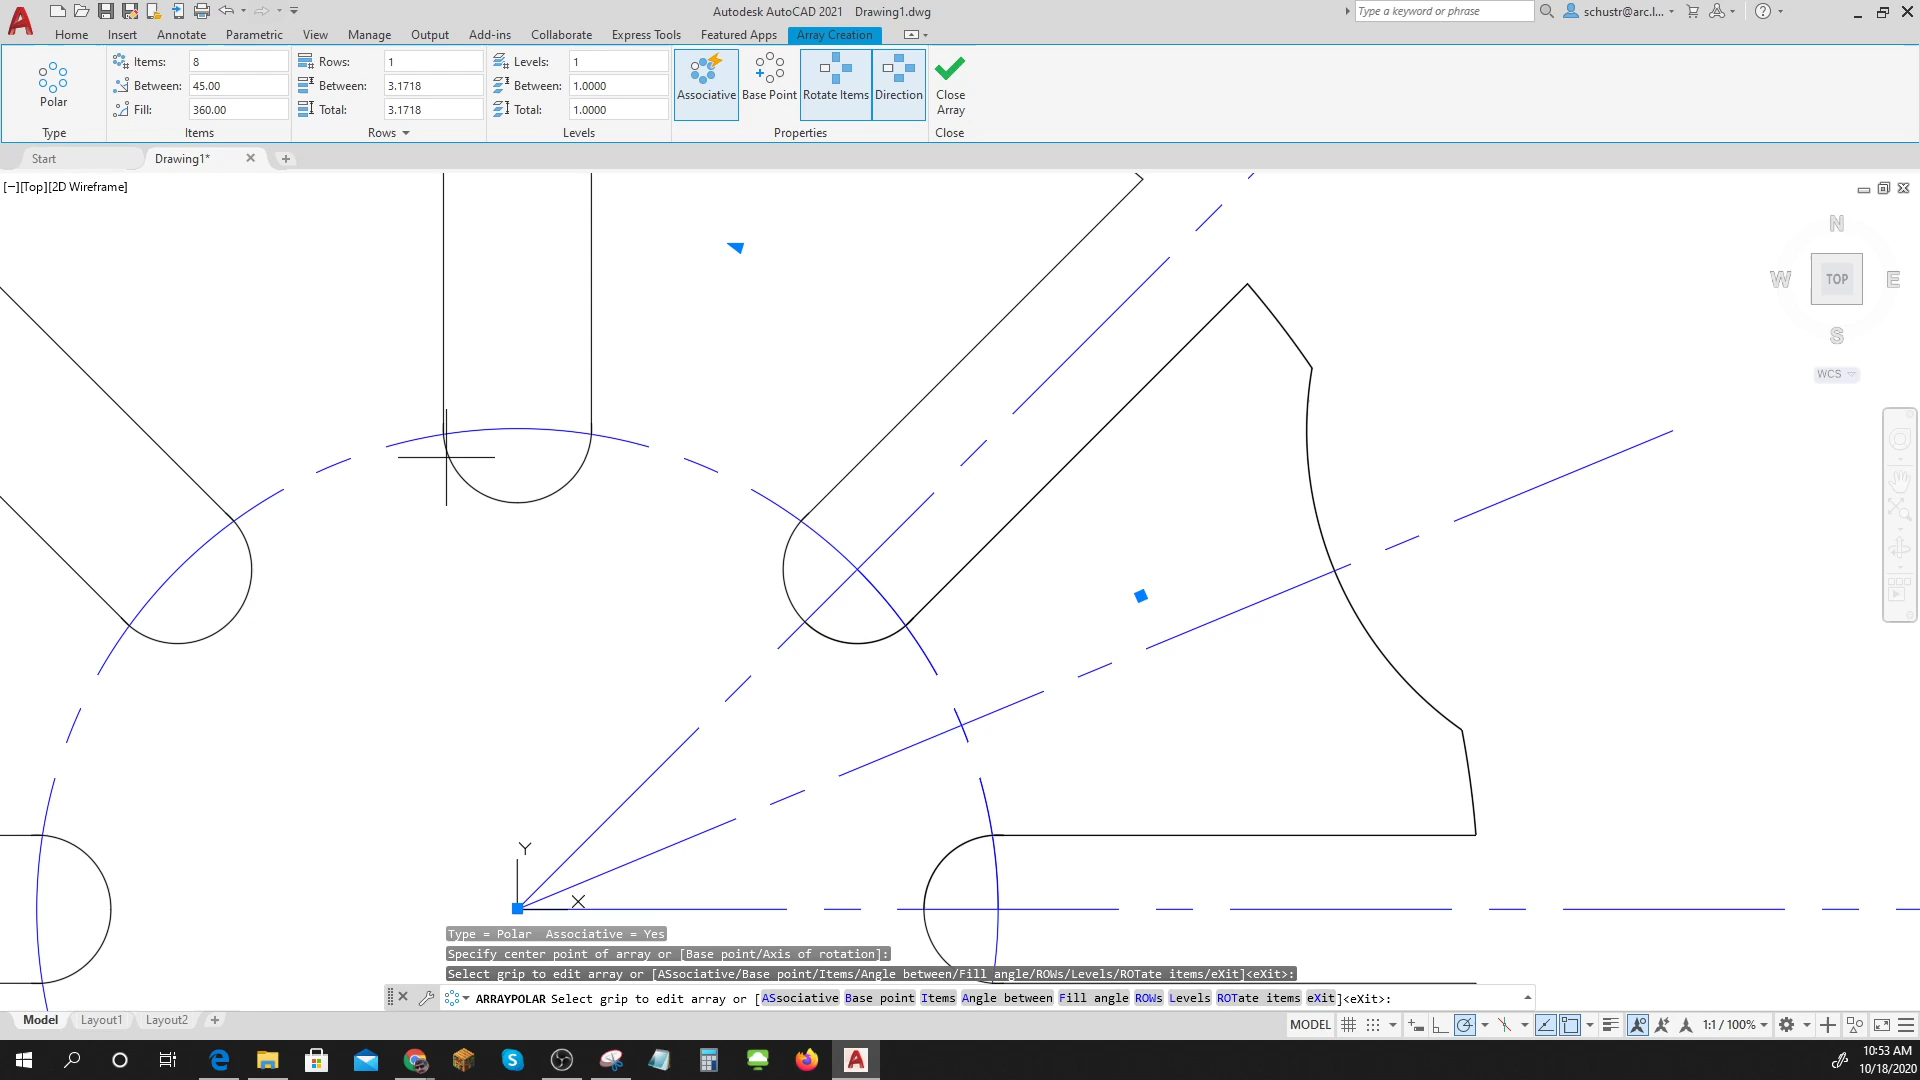 Autodesk AutoCAD 2021 Drawing1.dwg
Type a keyword or phrase
schustr@arc.l...
Home Insert Annotate Parametric View Manage Output Add-ins Collaborate Express Tools Featured Apps Array Creation
Items: 8 Rows: 1 Levels: 1
Between: 45.00 Between: 3.1718 Between: 1.0000
Fill: 360.00 Total: 3.1718 Total: 1.0000
Polar
Associative Base Point Rotate Items Direction Close Array
Type Items Rows Levels Properties Close
Start Drawing1*
[−][Top][2D Wireframe]
N
W TOP E
S
WCS
Y
X
Type = Polar Associative = Yes
Specify center point of array or [Base point/Axis of rotation]:
Select grip to edit array or [ASsociative/Base point/Items/Angle between/Fill angle/ROWs/Levels/ROTate items/eXit]<eXit>:
ARRAYPOLAR Select grip to edit array or [ASsociative Base point Items Angle between Fill angle ROWs Levels ROTate items eXit]<eXit>:
Model Layout1 Layout2
MODEL 1:1 / 100%
10:53 AM
10/18/2020